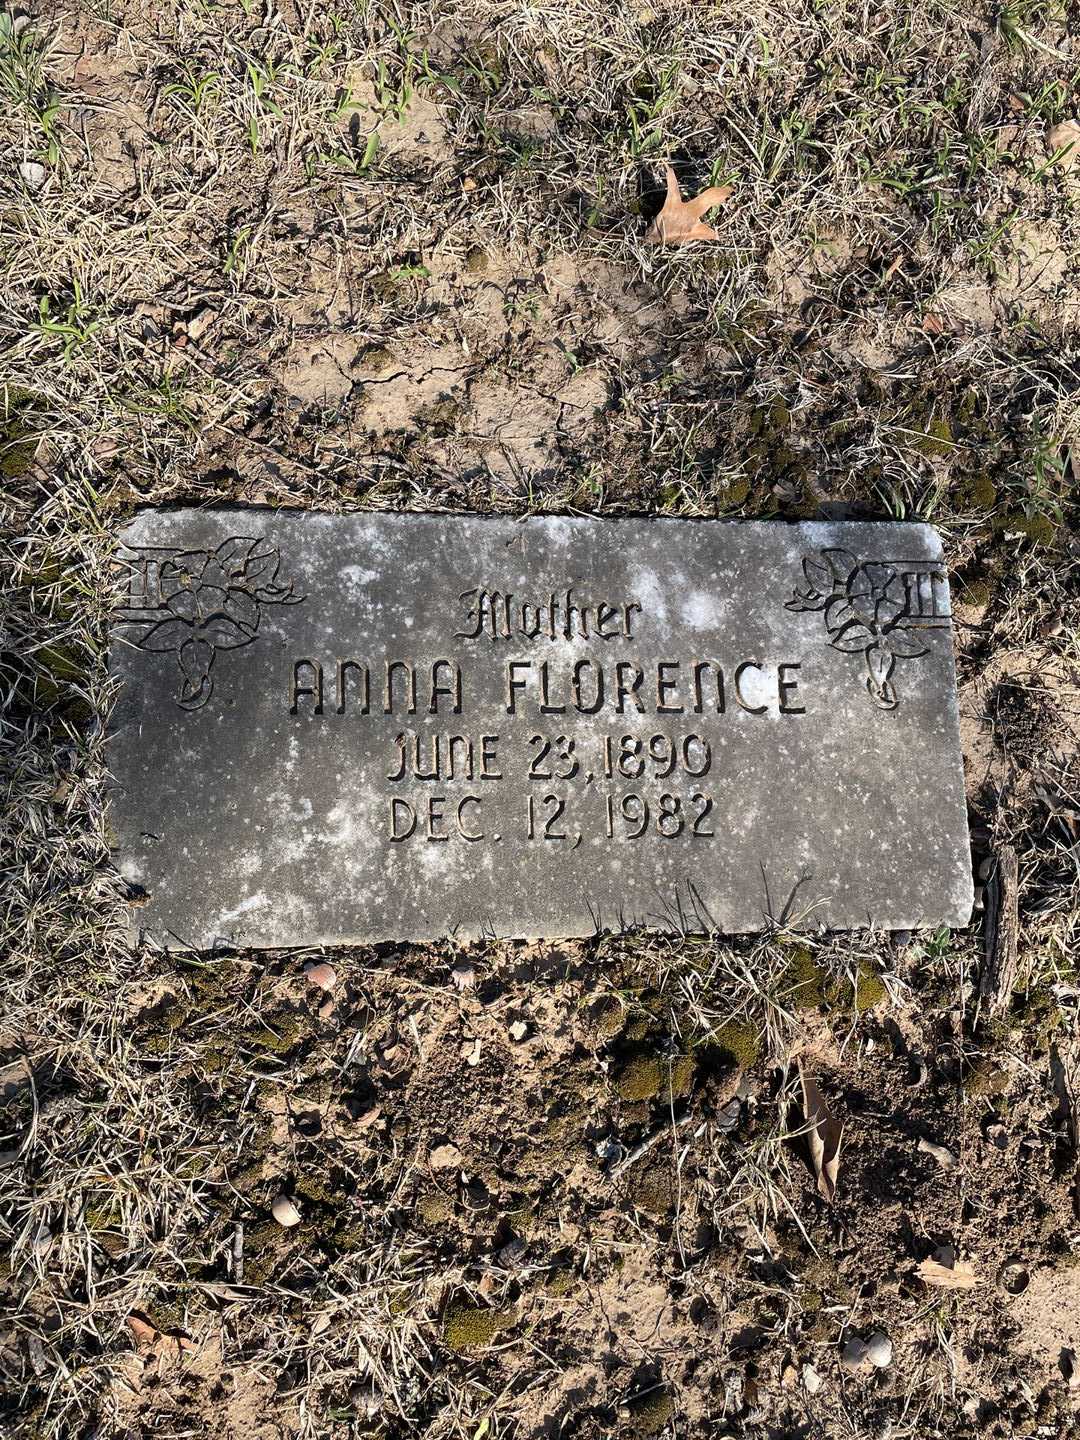 Mother
ANNA FLORENCE
JUNE 23, 1890
DEC. 12, 1982